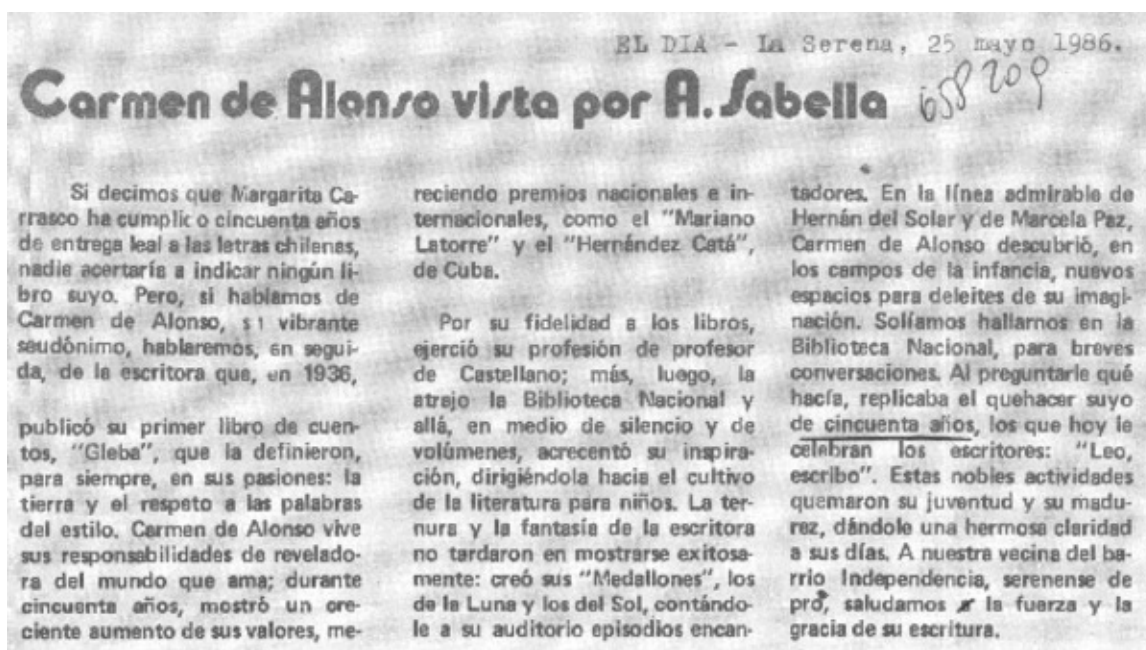 EL DIA - La Serena, 25 mayo 1986.
Carmen de Alonso vista por A. Sabella
658209
Si decimos que Margarita Ca-
rrasco ha cumplic o cincuenta años
de entrega leal a las letras chilenas,
nadie acertaría a indicar ningún li-
bro suyo. Pero, si hablamos de
Carmen de Alonso, su vibrante
seudónimo, hablaremos, en segui-
da, de la escritora que, en 1936,
publicó su primer libro de cuen-
tos, "Gleba", que la definieron,
para siempre, en sus pasiones: la
tierra y el respeto a las palabras
del estilo. Carmen de Alonso vive
sus responsabilidades de revelado-
ra del mundo que ama; durante
cincuenta años, mostró un cre-
ciente aumento de sus valores, me-
reciendo premios nacionales e in-
ternacionales, como el "Mariano
Latorre" y el "Hernández Catá",
de Cuba.
Por su fidelidad a los libros,
ejerció su profesión de profesor
de Castellano; más, luego, la
atrajo la Biblioteca Nacional y
allá, en medio de silencio y de
volúmenes, acrecentó su inspira-
ción, dirigiéndola hacia el cultivo
de la literatura para niños. La ter-
nura y la fantasía de la escritora
no tardaron en mostrarse exitosa-
mente: creó sus "Medallones", los
de la Luna y los del Sol, contándo-
le a su auditorio episodios encan-
tadores. En la línea admirable de
Hernán del Solar y de Marcela Paz,
Carmen de Alonso descubrió, en
los campos de la infancia, nuevos
espacios para deleites de su imagi-
nación. Solíamos hallarnos en la
Biblioteca Nacional, para breves
conversaciones. Al preguntarle qué
hacía, replicaba el quehacer suyo
de cincuenta años, los que hoy le
celebran los escritores: "Leo,
escribo". Estas nobles actividades
quemaron su juventud y su madu-
rez, dándole una hermosa claridad
a sus días. A nuestra vecina del ba-
rrio Independencia, serenense de
pro, saludamos la fuerza y la
gracia de su escritura.